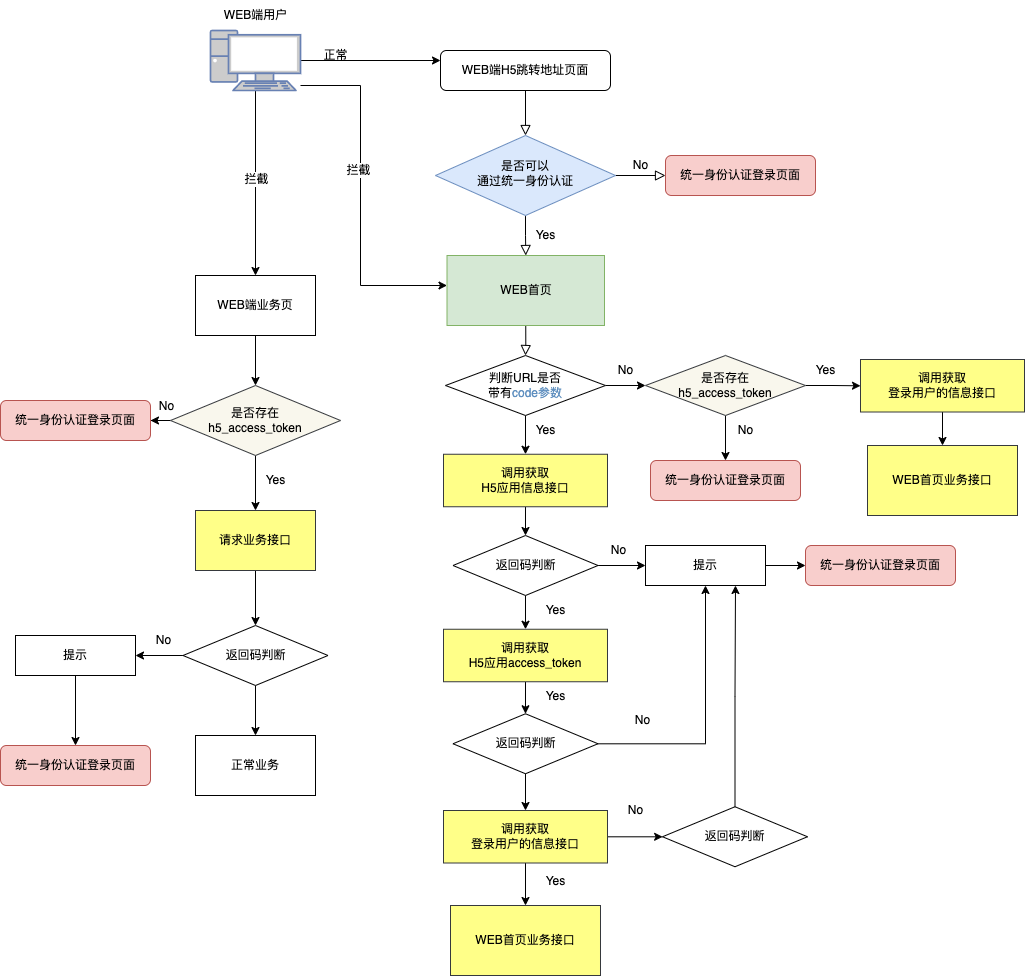 WEB端用户
正常
WEB端H5跳转地址页面
拦截
拦截
是否可以
通过统一身份认证
No
统一身份认证登录页面
Yes
WEB首页
WEB端业务页
判断URL是否
带有code参数
No
是否存在
h5_access_token
Yes
调用获取
登录用户的信息接口
No
统一身份认证登录页面
WEB首页业务接口
是否存在
h5_access_token
No
统一身份认证登录页面
Yes
请求业务接口
返回码判断
No
提示
统一身份认证登录页面
正常业务
Yes
调用获取
H5应用信息接口
返回码判断
No
提示
统一身份认证登录页面
Yes
调用获取
H5应用access_token
Yes
返回码判断
No
调用获取
登录用户的信息接口
No
返回码判断
Yes
WEB首页业务接口